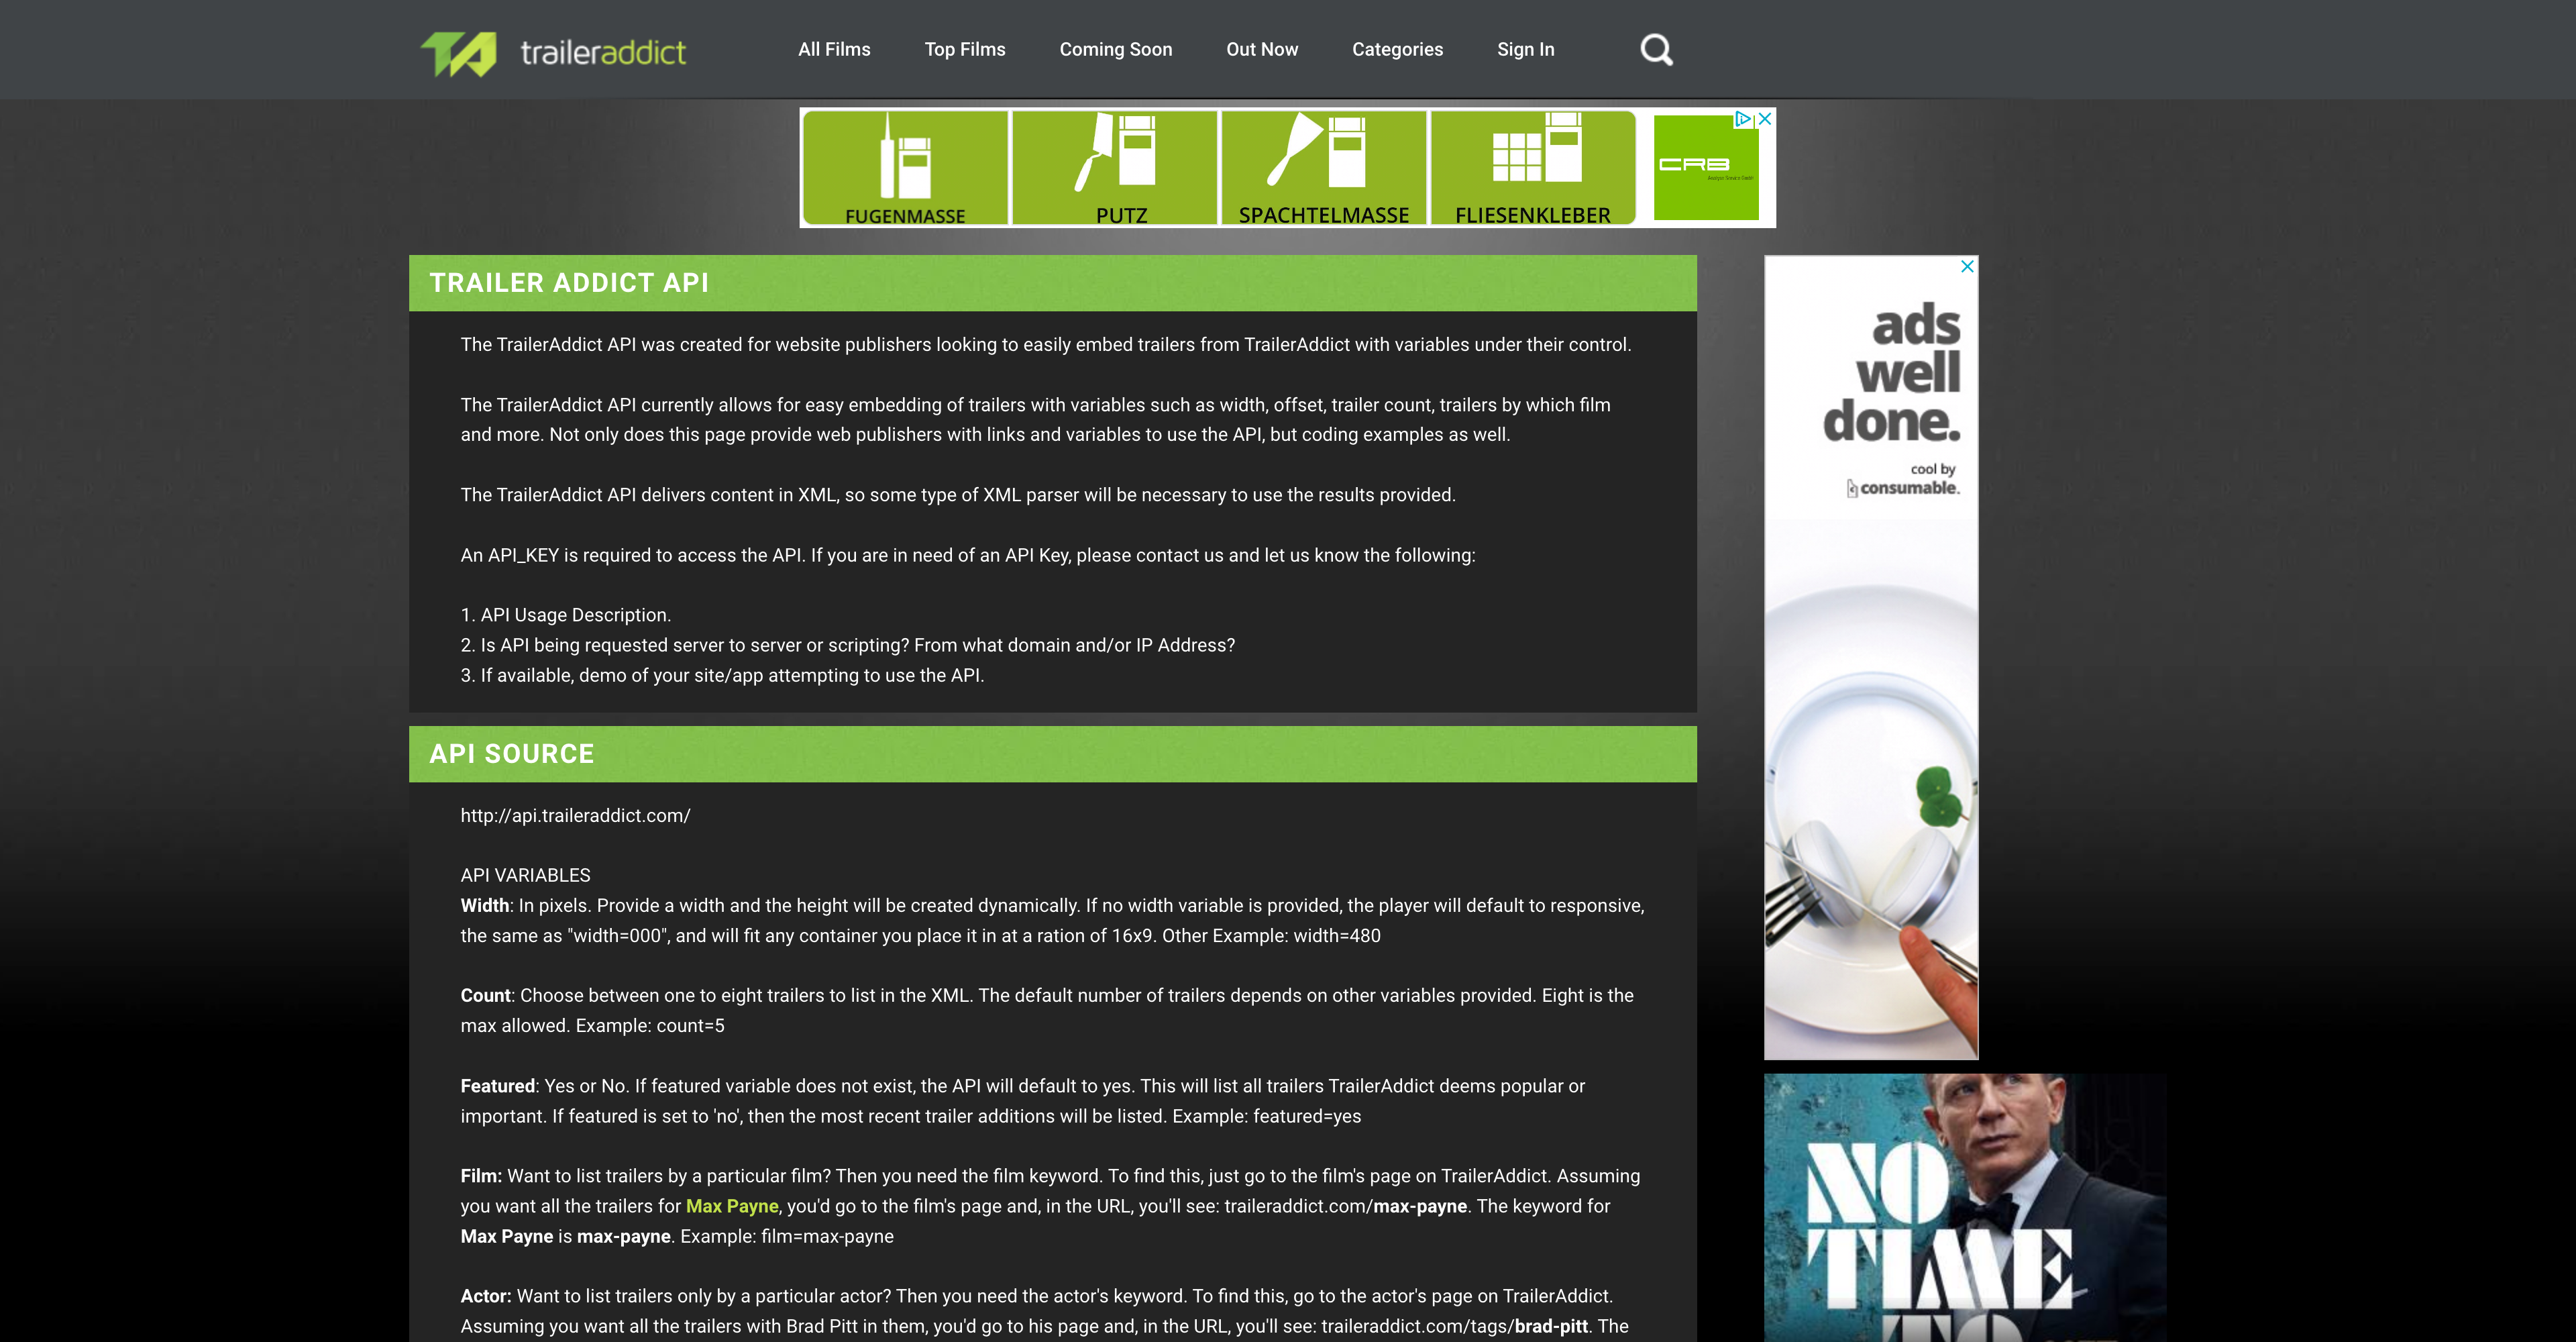 traileraddict
All Films Top Films Coming Soon Out Now Categories Sign In
FUGENMASSE PUTZ SPACHTELMASSE FLIESENKLEBER
CRB
TRAILER ADDICT API
The TrailerAddict API was created for website publishers looking to easily embed trailers from TrailerAddict with variables under their control.
The TrailerAddict API currently allows for easy embedding of trailers with variables such as width, offset, trailer count, trailers by which film
and more. Not only does this page provide web publishers with links and variables to use the API, but coding examples as well.
The TrailerAddict API delivers content in XML, so some type of XML parser will be necessary to use the results provided.
An API_KEY is required to access the API. If you are in need of an API Key, please contact us and let us know the following:
1. API Usage Description.
2. Is API being requested server to server or scripting? From what domain and/or IP Address?
3. If available, demo of your site/app attempting to use the API.
API SOURCE
http://api.traileraddict.com/
API VARIABLES
Width: In pixels. Provide a width and the height will be created dynamically. If no width variable is provided, the player will default to responsive,
the same as "width=000", and will fit any container you place it in at a ration of 16x9. Other Example: width=480
Count: Choose between one to eight trailers to list in the XML. The default number of trailers depends on other variables provided. Eight is the
max allowed. Example: count=5
Featured: Yes or No. If featured variable does not exist, the API will default to yes. This will list all trailers TrailerAddict deems popular or
important. If featured is set to 'no', then the most recent trailer additions will be listed. Example: featured=yes
Film: Want to list trailers by a particular film? Then you need the film keyword. To find this, just go to the film's page on TrailerAddict. Assuming
you want all the trailers for Max Payne, you'd go to the film's page and, in the URL, you'll see: traileraddict.com/max-payne. The keyword for
Max Payne is max-payne. Example: film=max-payne
Actor: Want to list trailers only by a particular actor? Then you need the actor's keyword. To find this, go to the actor's page on TrailerAddict.
Assuming you want all the trailers with Brad Pitt in them, you'd go to his page and, in the URL, you'll see: traileraddict.com/tags/brad-pitt. The
ads
well
done.
cool by
consumable.
NO
TIME
TO